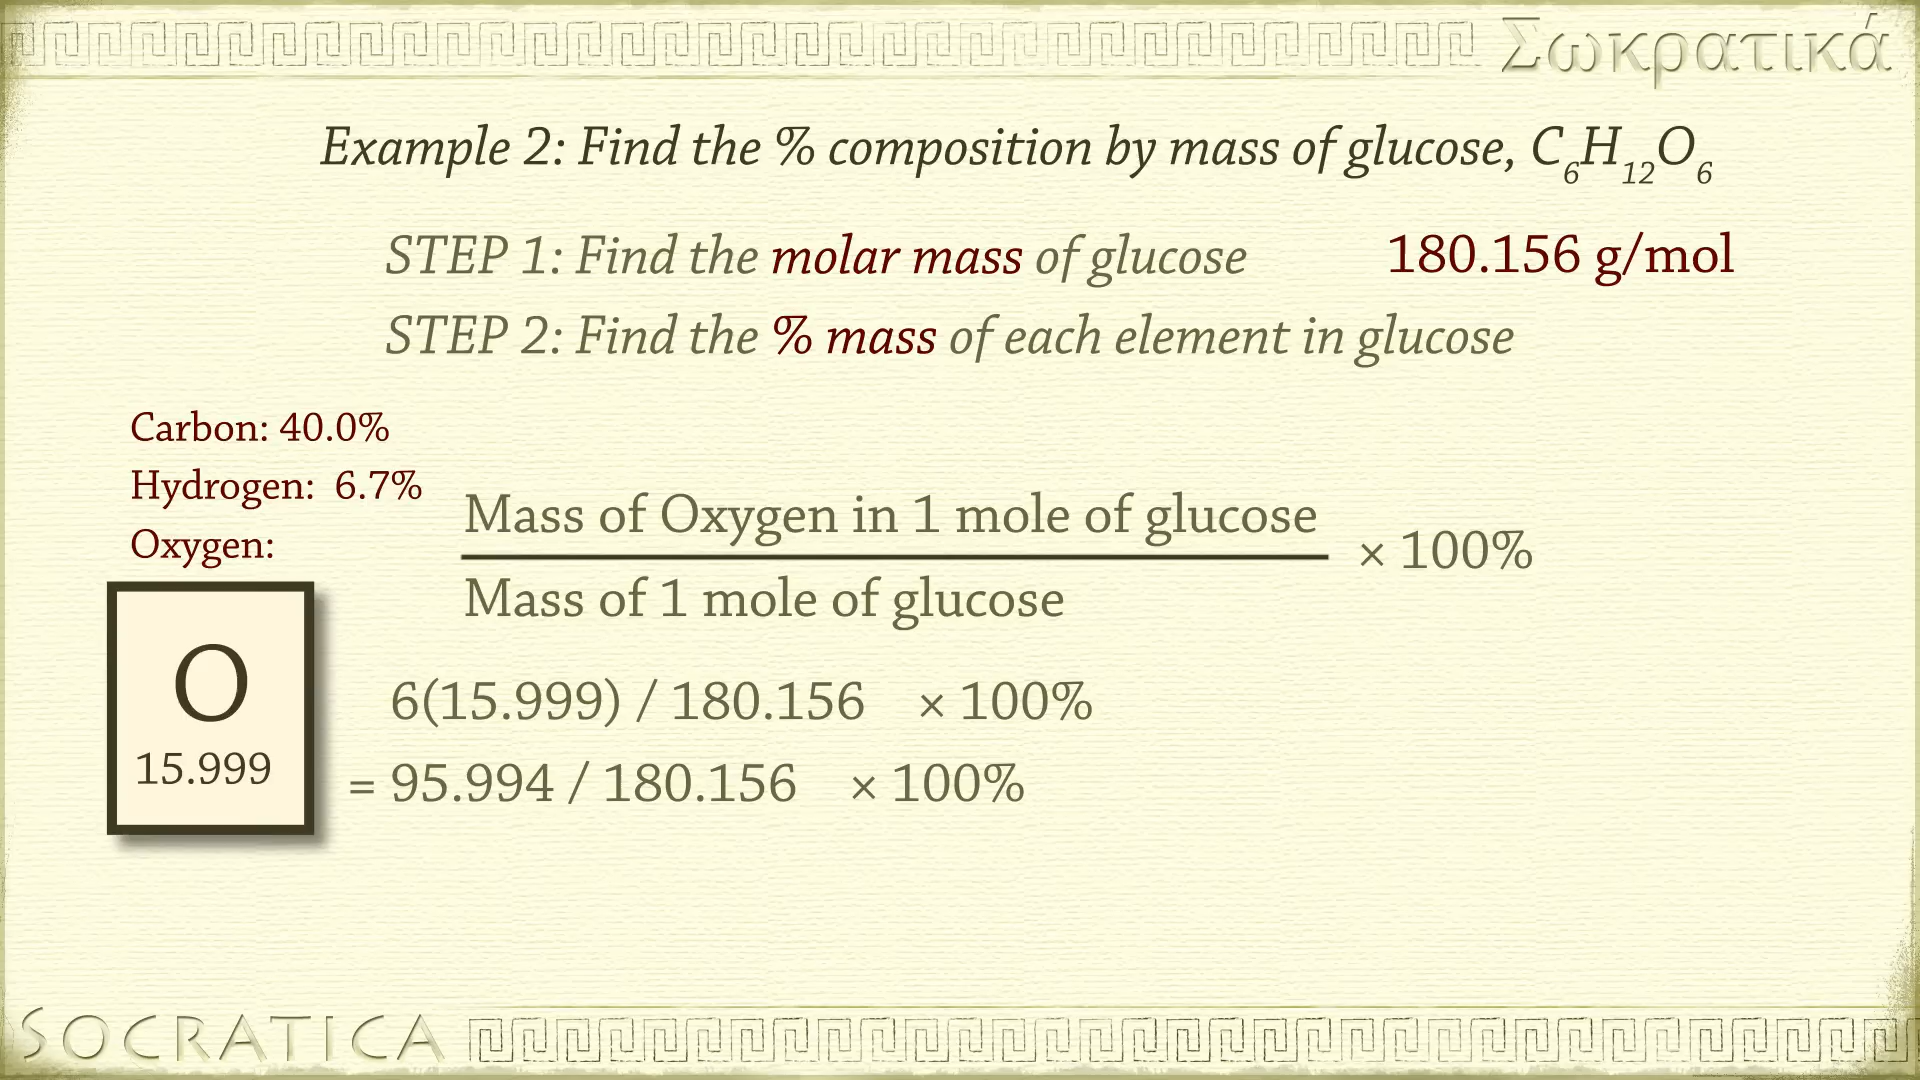 Σωκρατικά
Example 2: Find the % composition by mass of glucose, C₆H₁₂O₆
STEP 1: Find the molar mass of glucose 180.156 g/mol
STEP 2: Find the % mass of each element in glucose
Carbon: 40.0%
Hydrogen: 6.7%
Oxygen:
Mass of Oxygen in 1 mole of glucose
× 100%
Mass of 1 mole of glucose
O
15.999
6(15.999) / 180.156 × 100%
= 95.994 / 180.156 × 100%
SOCRATICA